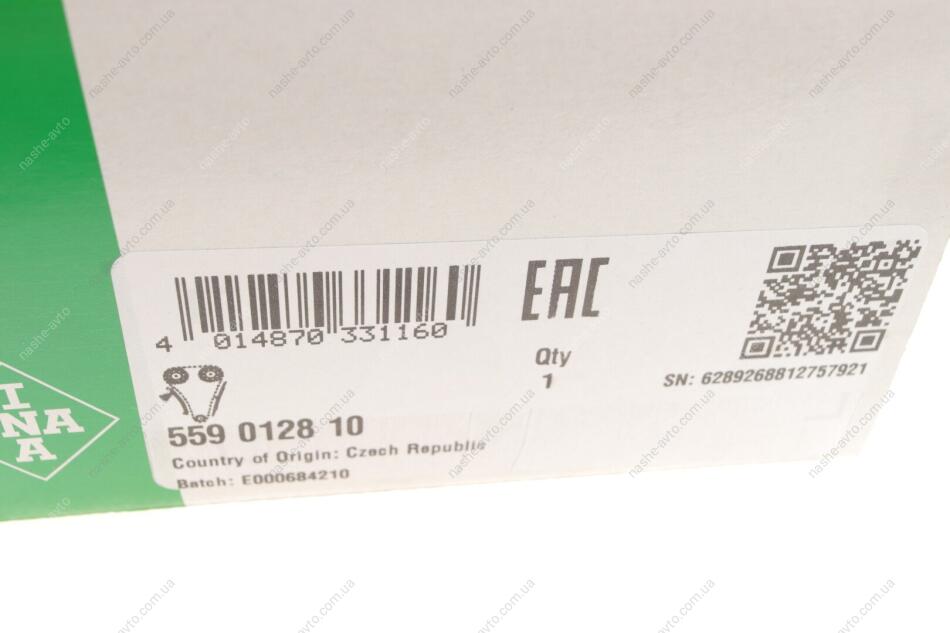 4 014870 331160
EAC
Qty
1
SN: 6289268812757921
559 0128 10
Country of Origin: Czech Republic
Batch: E000684210
I
NA
A
nashe-avto.com.ua